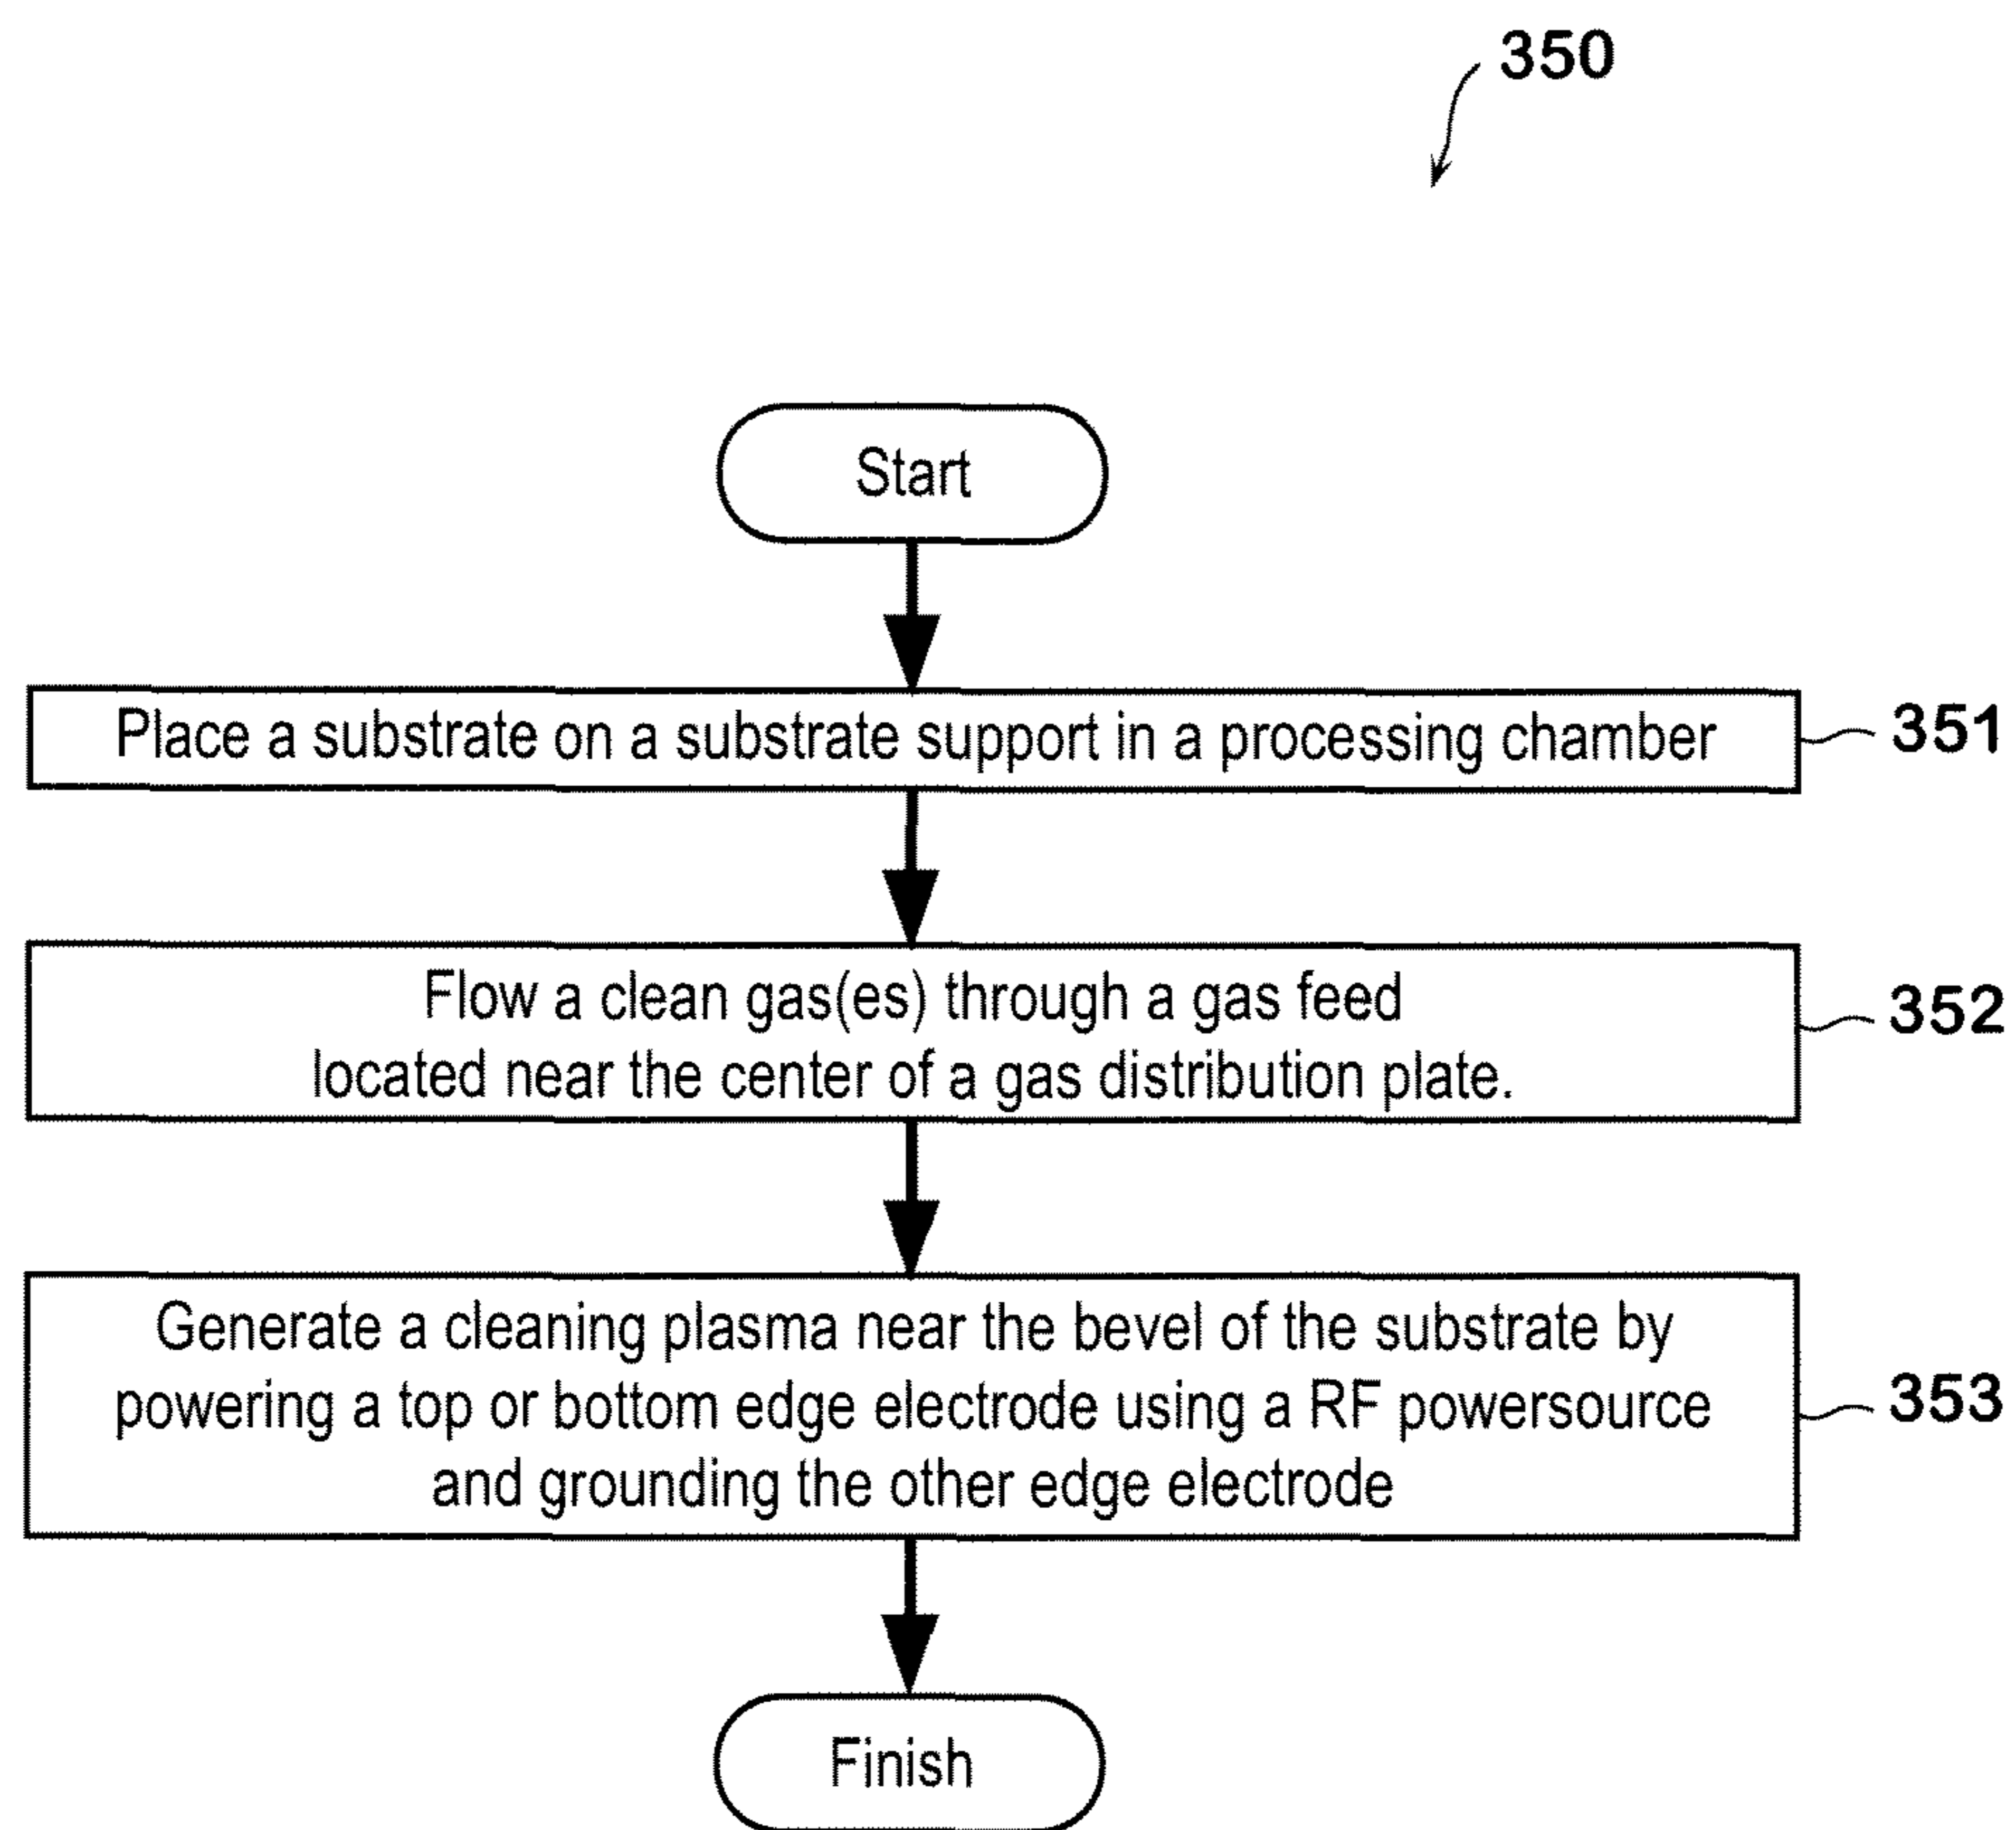 350
Start
Place a substrate on a substrate support in a processing chamber
351
Flow a clean gas(es) through a gas feed
located near the center of a gas distribution plate.
352
Generate a cleaning plasma near the bevel of the substrate by
powering a top or bottom edge electrode using a RF powersource
and grounding the other edge electrode
353
Finish